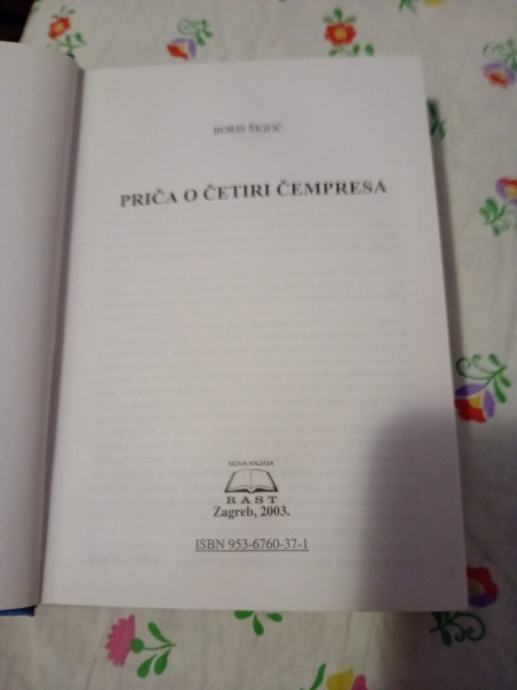 BORIS ŠKIFIĆ
PRIČA O ČETIRI ČEMPRESA
NOVA KNJIGA
RAST
Zagreb, 2003.
ISBN 953-6760-37-1